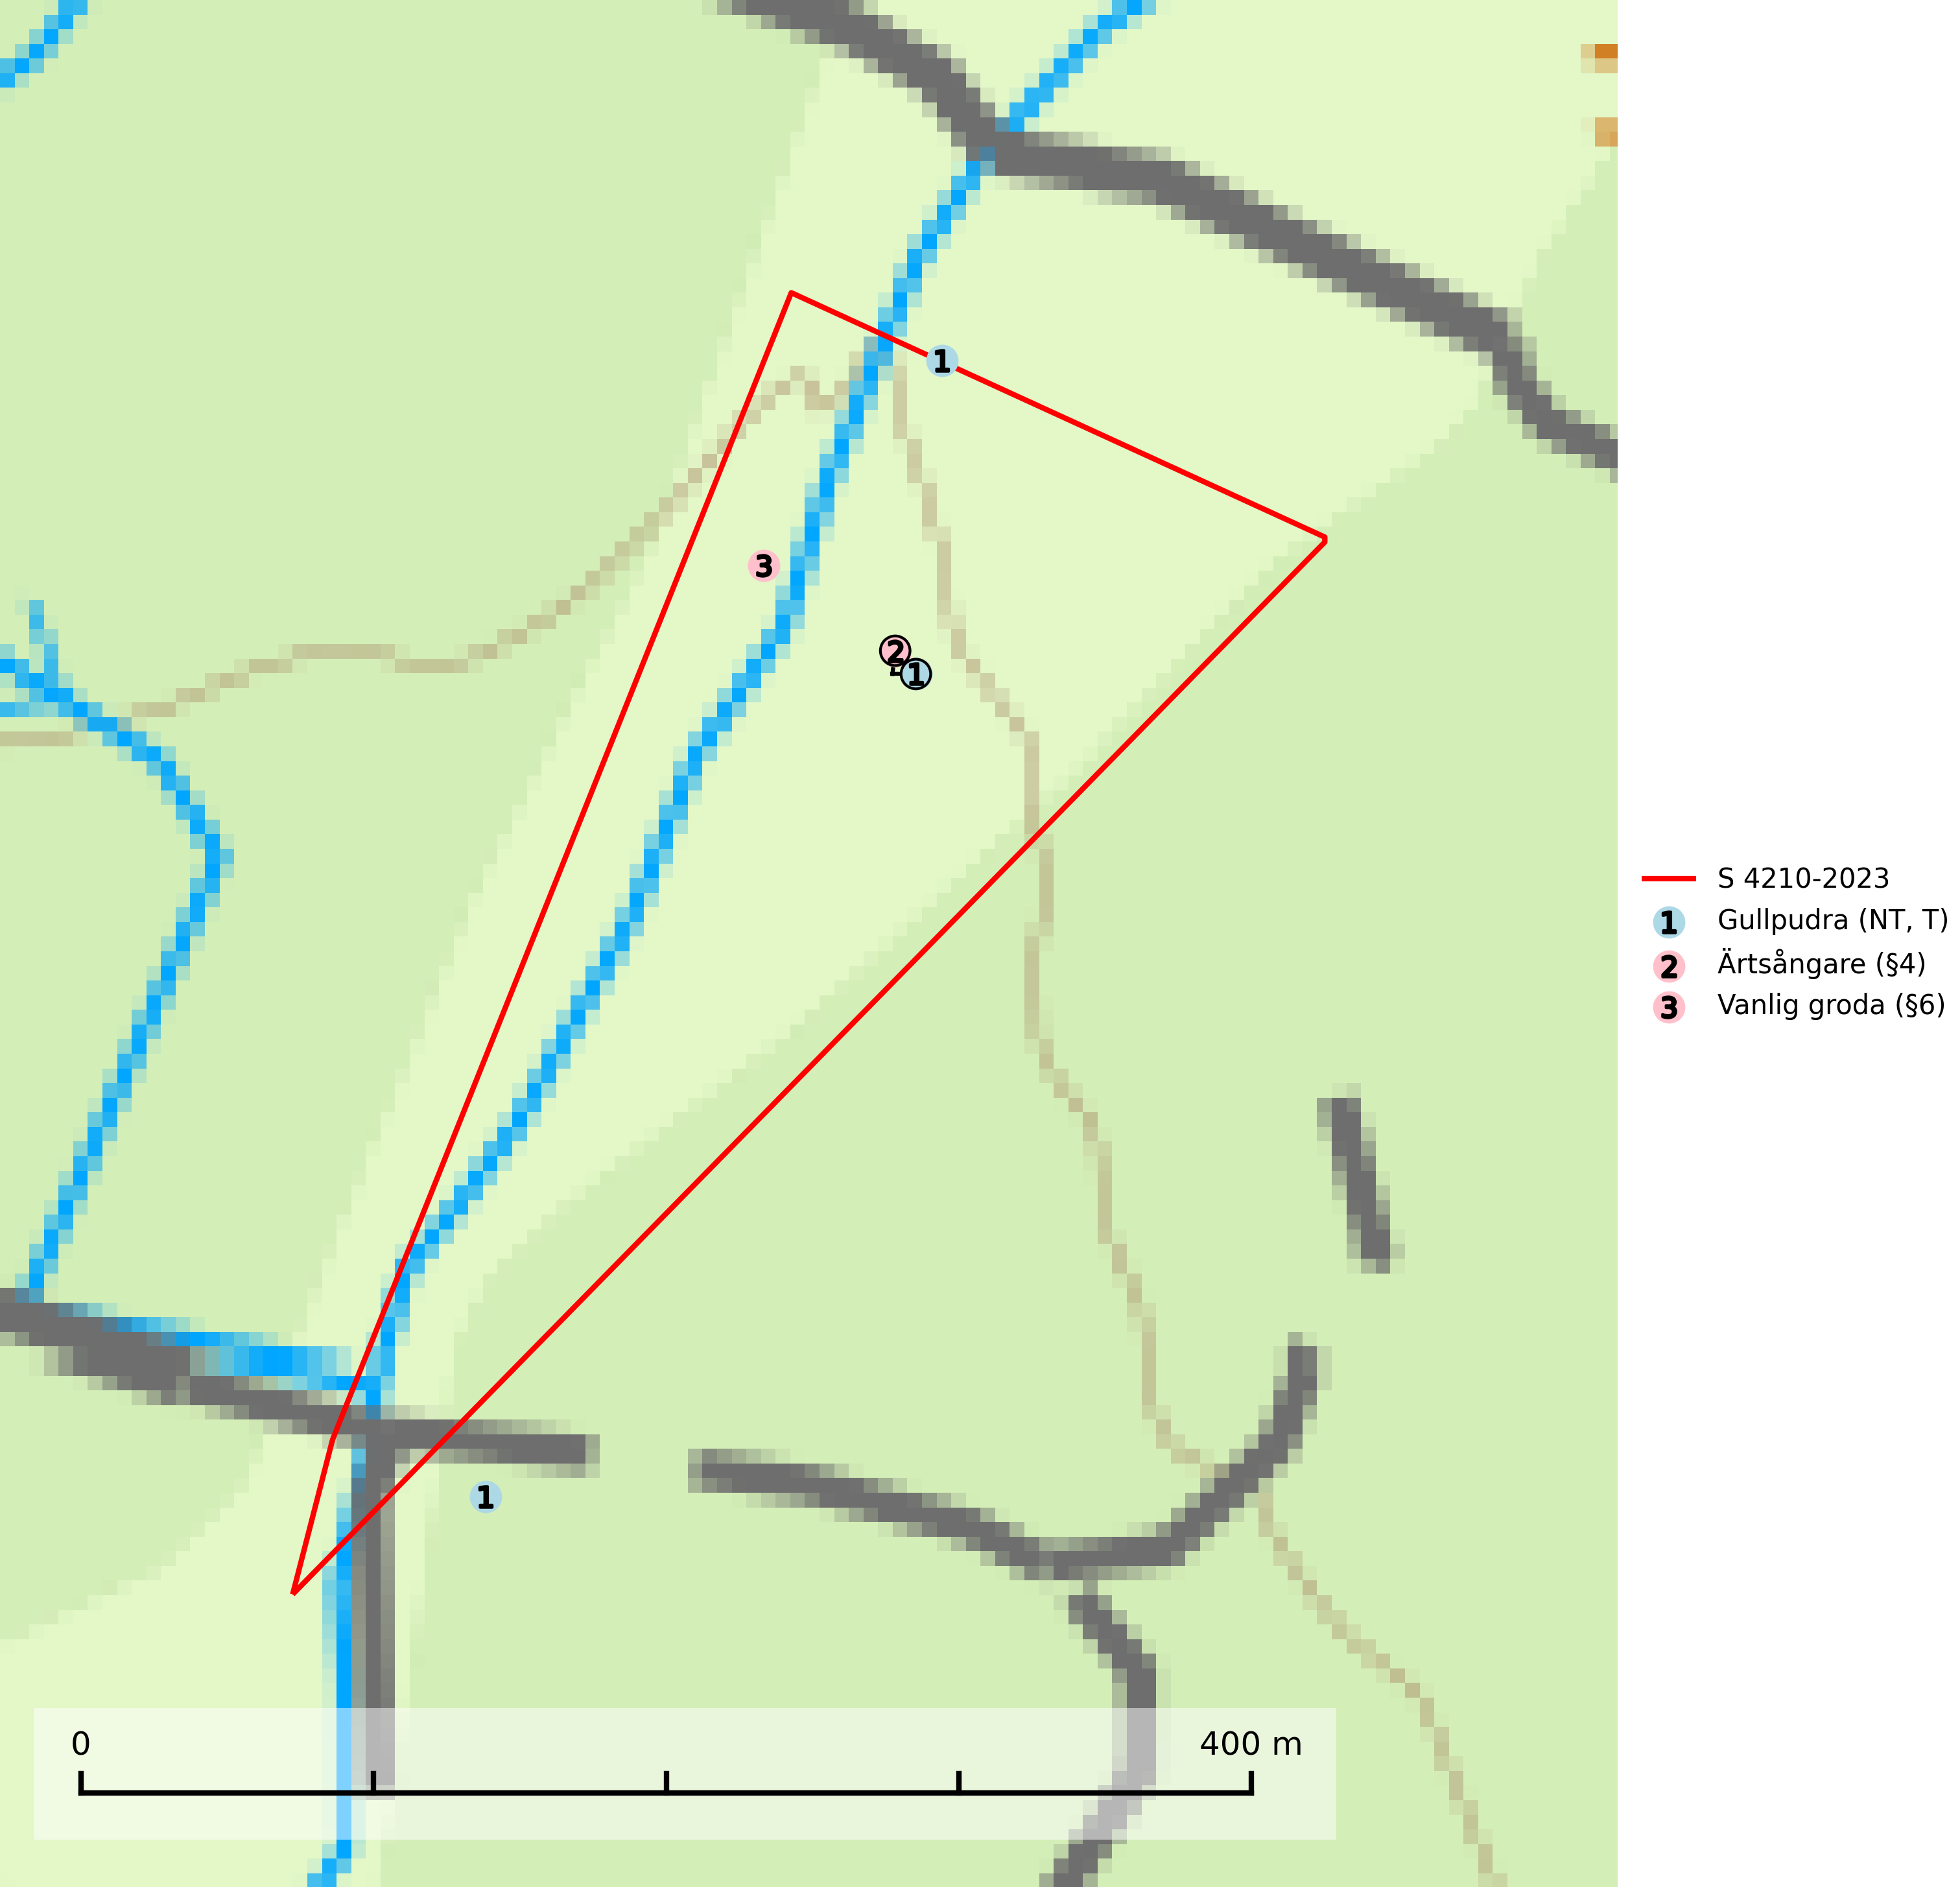 1
3
2
1
1
S 4210-2023
1 Gullpudra (NT, T)
2 Ärtsångare (§4)
3 Vanlig groda (§6)
0 400 m